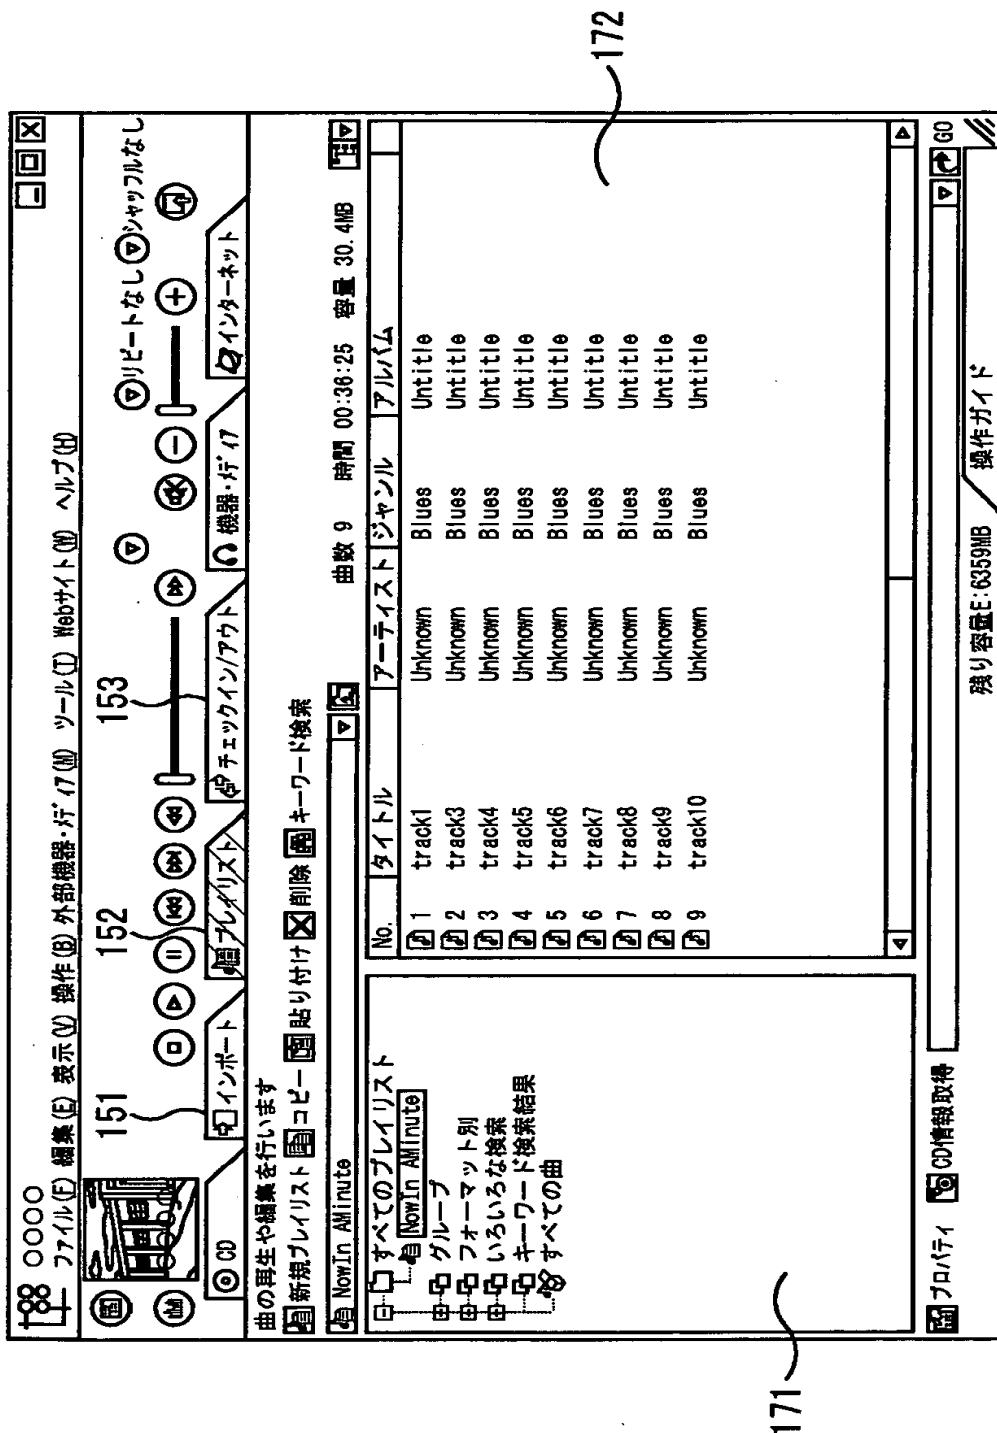 ○○○○
ファイル(F) 編集(E) 表示(V) 操作(B) 外部機器・ﾒﾃﾞｨｱ(M) ツール(T) Webサイト(W) ヘルプ(H)
リピートなし シャッフルなし
151 152 153
CD インポート プレイリスト チェックイン/アウト 機器・ﾒﾃﾞｨｱ インターネット
曲の再生や編集を行います
新規プレイリスト コピー 貼り付け 削除 キーワード検索
NowIn AMinute 曲数 9 時間 00:36:25 容量 30.4MB
すべてのプレイリスト
NowIn AMinute
グループ
フォーマット別
いろいろな検索
キーワード検索結果
すべての曲
No. タイトル アーティスト ジャンル アルバム
1 track1 Unknown Blues Untitle
2 track3 Unknown Blues Untitle
3 track4 Unknown Blues Untitle
4 track5 Unknown Blues Untitle
5 track6 Unknown Blues Untitle
6 track7 Unknown Blues Untitle
7 track8 Unknown Blues Untitle
8 track9 Unknown Blues Untitle
9 track10 Unknown Blues Untitle
171
172
プロパティ CD情報取得 GO
残り容量E:6359MB 操作ガイド